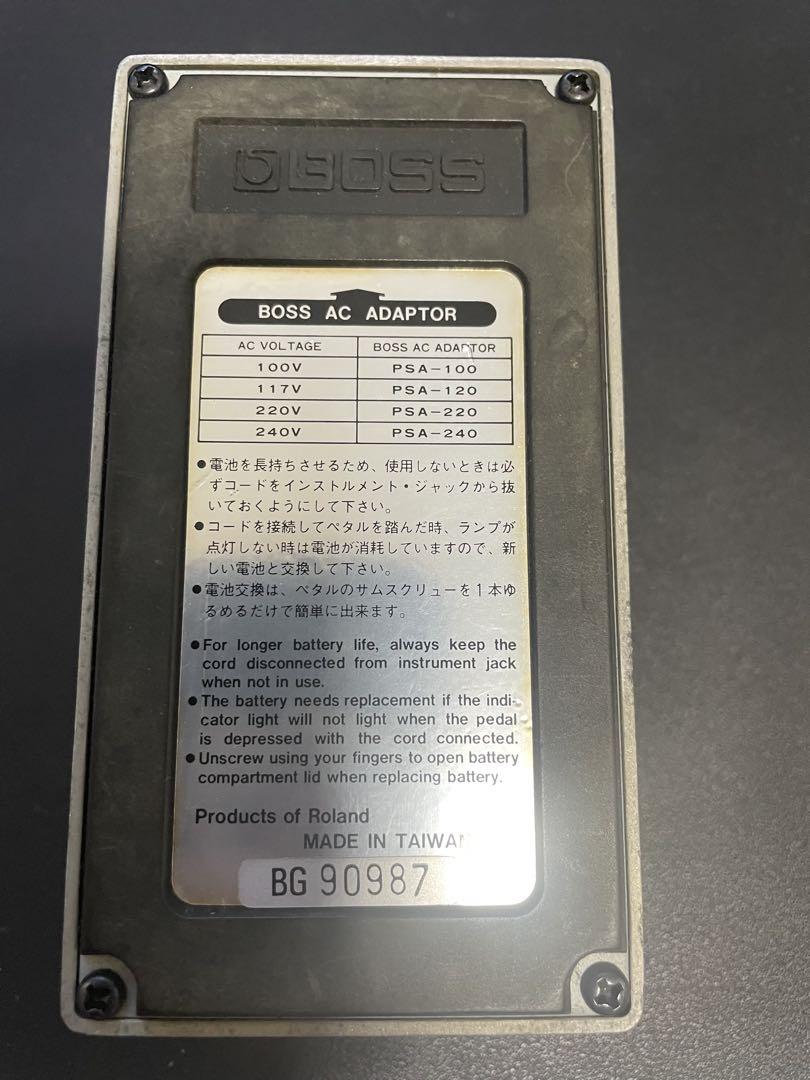 BOSS
BOSS AC ADAPTOR
AC VOLTAGE BOSS AC ADAPTOR
100V PSA-100
117V PSA-120
220V PSA-220
240V PSA-240
●電池を長持ちさせるため、使用しないときは必
ずコードをインストルメント・ジャックから抜
いておくようにして下さい。
●コードを接続してペタルを踏んだ時、ランプが
点灯しない時は電池が消耗していますので、新
しい電池と交換して下さい。
●電池交換は、ペタルのサムスクリューを1本ゆ
るめるだけで簡単に出来ます。
●For longer battery life, always keep the
cord disconnected from instrument jack
when not in use.
●The battery needs replacement if the indi-
cator light will not light when the pedal
is depressed with the cord connected.
●Unscrew using your fingers to open battery
compartment lid when replacing battery.
Products of Roland
MADE IN TAIWAN
BG 90987